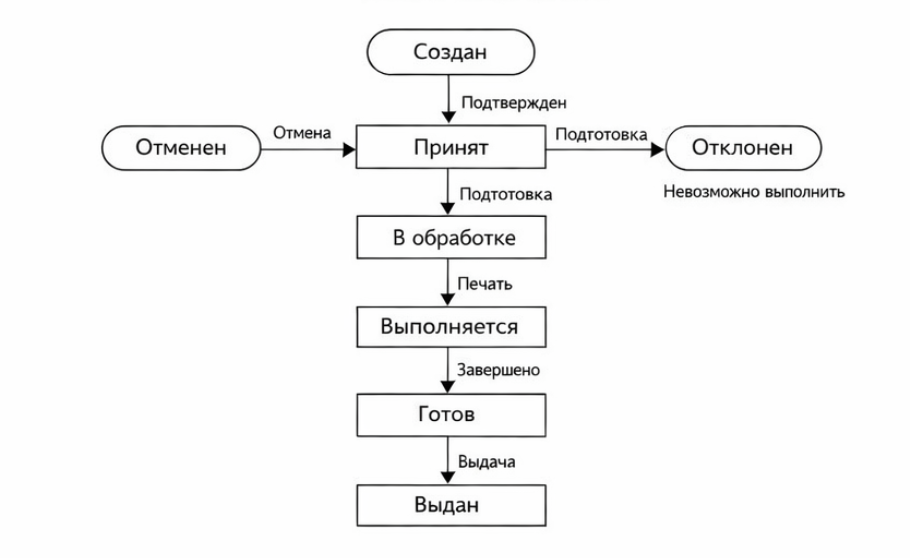 Создан
Подтвержден
Отменен
Отмена
Принят
Подтотовка
Отклонен
Невозможно выполнить
Подтотовка
В обработке
Печать
Выполняется
Завершено
Готов
Выдача
Выдан